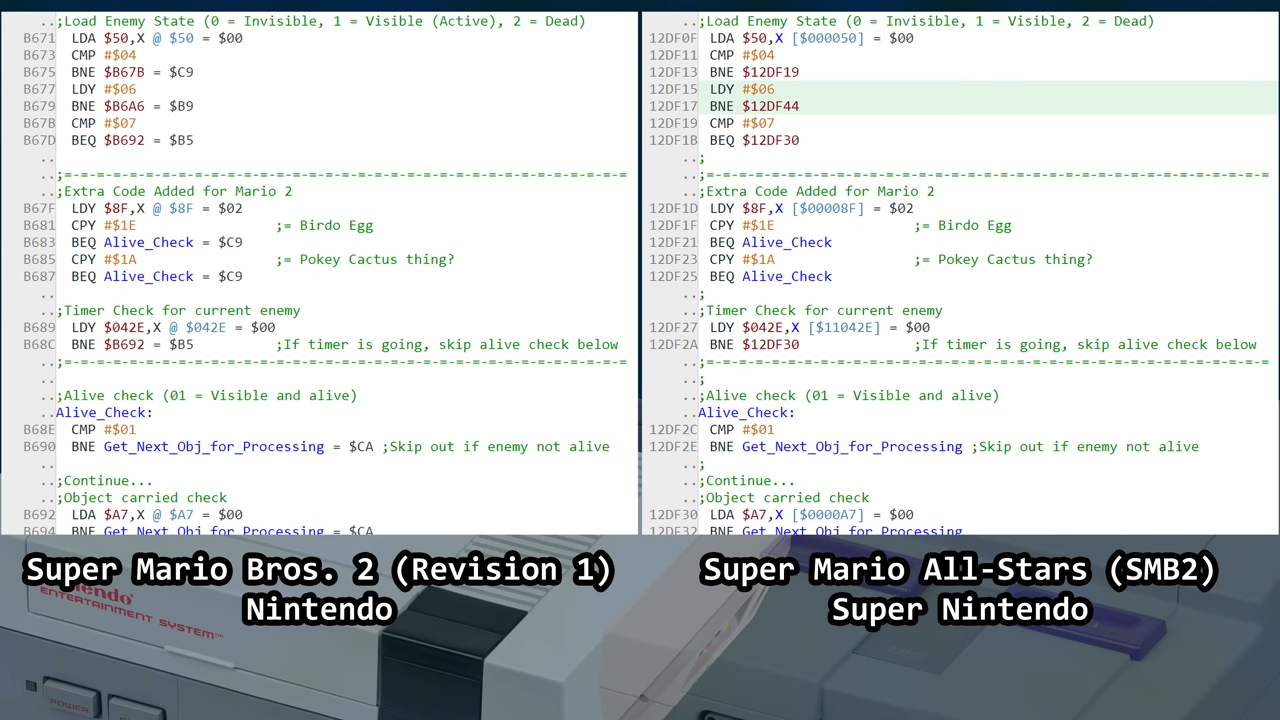 ..;Load Enemy State (0 = Invisible, 1 = Visible (Active), 2 = Dead)
B671 LDA $50,X @ $50 = $00
B673 CMP #$04
B675 BNE $B67B = $C9
B677 LDY #$06
B679 BNE $B6A6 = $B9
B67B CMP #$07
B67D BEQ $B692 = $B5
..
..;=-=-=-=-=-=-=-=-=-=-=-=-=-=-=-=-=-=-=-=-=-=-=-=-=-=-=-=-=-=-=-=-=-=-=
..;Extra Code Added for Mario 2
B67F LDY $8F,X @ $8F = $02
B681 CPY #$1E ;= Birdo Egg
B683 BEQ Alive_Check = $C9
B685 CPY #$1A ;= Pokey Cactus thing?
B687 BEQ Alive_Check = $C9
..
..;Timer Check for current enemy
B689 LDY $042E,X @ $042E = $00
B68C BNE $B692 = $B5 ;If timer is going, skip alive check below
..;=-=-=-=-=-=-=-=-=-=-=-=-=-=-=-=-=-=-=-=-=-=-=-=-=-=-=-=-=-=-=-=-=-=-=
..
..;Alive check (01 = Visible and alive)
..Alive_Check:
B68E CMP #$01
B690 BNE Get_Next_Obj_for_Processing = $CA ;Skip out if enemy not alive
..
..;Continue...
..;Object carried check
B692 LDA $A7,X @ $A7 = $00
B694 BNE Get_Next_Obj_for_Processing = $CA
..;Load Enemy State (0 = Invisible, 1 = Visible, 2 = Dead)
12DF0F LDA $50,X [$000050] = $00
12DF11 CMP #$04
12DF13 BNE $12DF19
12DF15 LDY #$06
12DF17 BNE $12DF44
12DF19 CMP #$07
12DF1B BEQ $12DF30
..;
..;=-=-=-=-=-=-=-=-=-=-=-=-=-=-=-=-=-=-=-=-=-=-=-=-=-=-=-=-=-=-=-=-=-=-=
..;Extra Code Added for Mario 2
12DF1D LDY $8F,X [$00008F] = $02
12DF1F CPY #$1E ;= Birdo Egg
12DF21 BEQ Alive_Check
12DF23 CPY #$1A ;= Pokey Cactus thing?
12DF25 BEQ Alive_Check
..;
..;Timer Check for current enemy
12DF27 LDY $042E,X [$11042E] = $00
12DF2A BNE $12DF30 ;If timer is going, skip alive check below
..;=-=-=-=-=-=-=-=-=-=-=-=-=-=-=-=-=-=-=-=-=-=-=-=-=-=-=-=-=-=-=-=-=-=-=
..;
..;Alive check (01 = Visible and alive)
..Alive_Check:
12DF2C CMP #$01
12DF2E BNE Get_Next_Obj_for_Processing ;Skip out if enemy not alive
..;
..;Continue...
..;Object carried check
12DF30 LDA $A7,X [$0000A7] = $00
12DF32 BNE Get_Next_Obj_for_Processing
Super Mario Bros. 2 (Revision 1)
Nintendo
Super Mario All-Stars (SMB2)
Super Nintendo
Nintendo
ENTERTAINMENT SYSTEM™
POWER